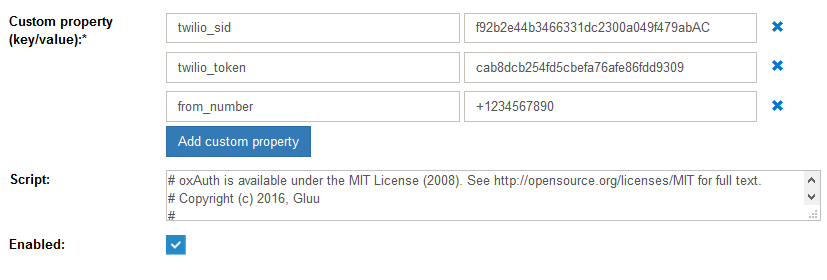 Custom property (key/value):*
twilio_sid f92b2e44b3466331dc2300a049f479abAC
twilio_token cab8dcb254fd5cbefa76afe86fdd9309
from_number +1234567890
Add custom property
Script:
# oxAuth is available under the MIT License (2008). See http://opensource.org/licenses/MIT for full text.
# Copyright (c) 2016, Gluu
#
Enabled: